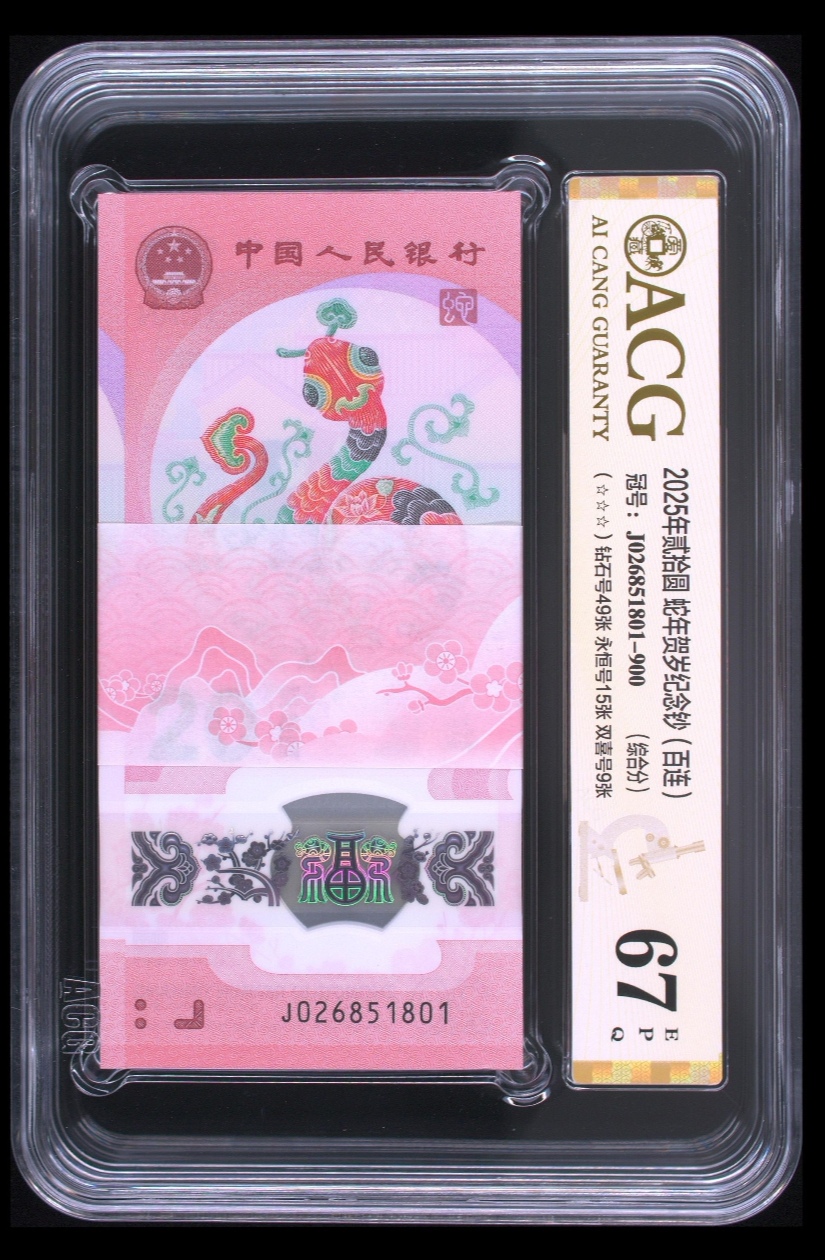 中国人民银行
蛇
J026851801
ACG
ACG
AI CANG GUARANTY
2025年贰拾圆 蛇年贺岁纪念钞（百连）
冠号：J026851801-900 （综合分）
（☆☆☆）钻石号49张 永恒号15张 双喜号9张
67
E
P
Q